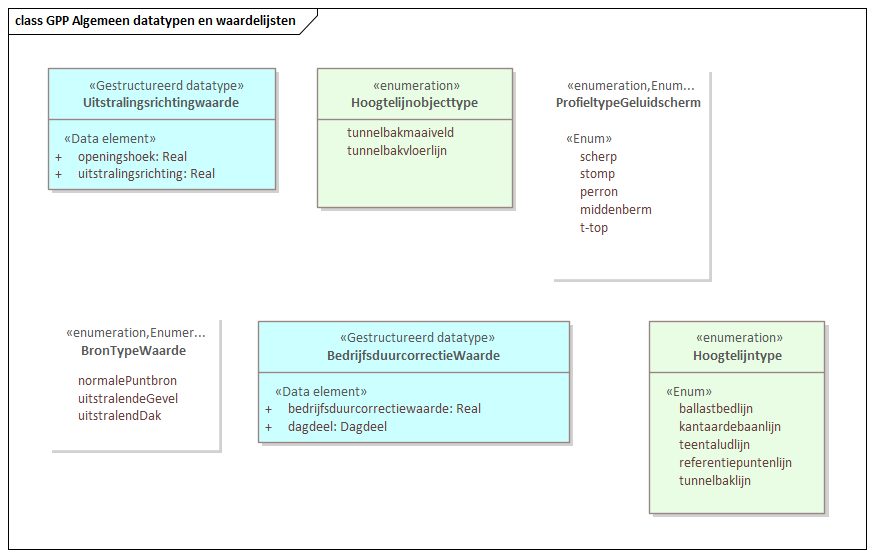 class GPP Algemeen datatypen en waardelijsten
«Gestructureerd datatype»
Uitstralingsrichtingwaarde
«Data element»
+ openingshoek: Real
+ uitstralingsrichting: Real
«enumeration»
Hoogtelijnobjecttype
tunnelbakmaaiveld
tunnelbakvloerlijn
«enumeration,Enum...
ProfieltypeGeluidscherm
«Enum»
scherp
stomp
perron
middenberm
t-top
«enumeration,Enumer...
BronTypeWaarde
normalePuntbron
uitstralendeGevel
uitstralendDak
«Gestructureerd datatype»
BedrijfsduurcorrectieWaarde
«Data element»
+ bedrijfsduurcorrectiewaarde: Real
+ dagdeel: Dagdeel
«enumeration»
Hoogtelijntype
«Enum»
ballastbedlijn
kantaardebaanlijn
teentaludlijn
referentiepuntenlijn
tunnelbaklijn